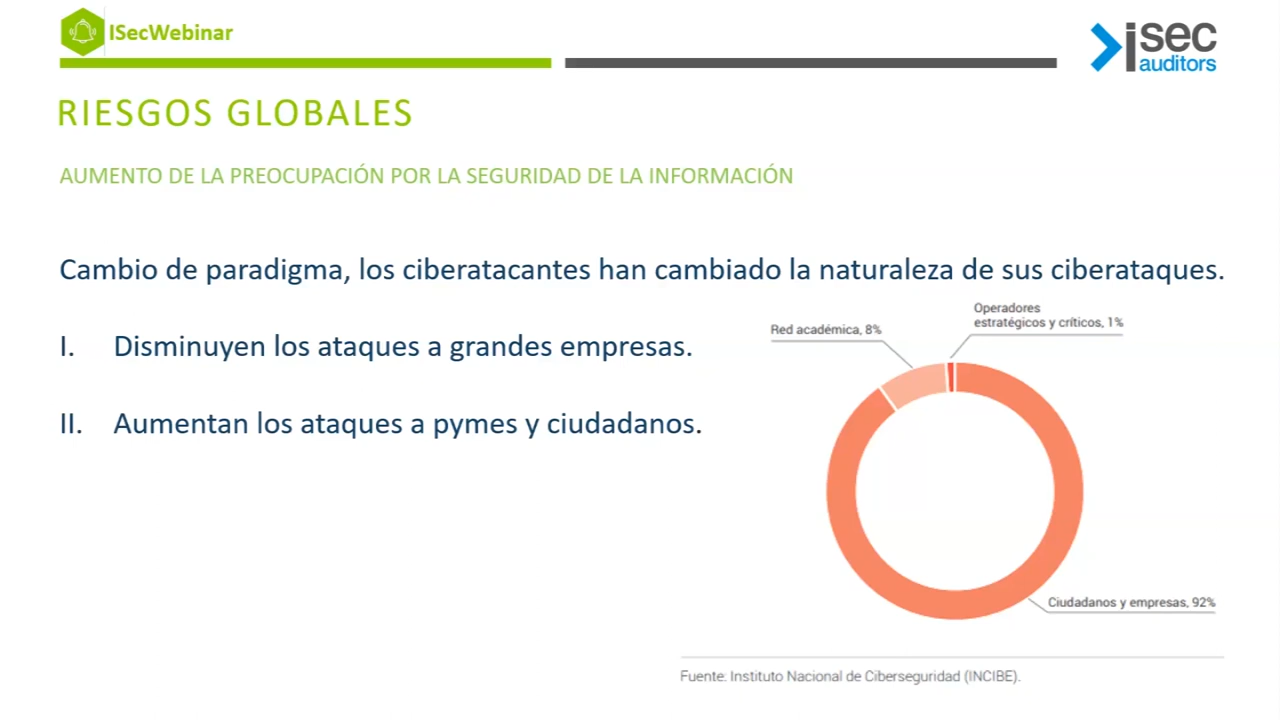 ISecWebinar
isec
auditors
RIESGOS GLOBALES
AUMENTO DE LA PREOCUPACIÓN POR LA SEGURIDAD DE LA INFORMACIÓN
Cambio de paradigma, los ciberatacantes han cambiado la naturaleza de sus ciberataques.
I. Disminuyen los ataques a grandes empresas.
II. Aumentan los ataques a pymes y ciudadanos.
Red académica, 8%
Operadores
estratégicos y críticos, 1%
Ciudadanos y empresas, 92%
Fuente: Instituto Nacional de Ciberseguridad (INCIBE).